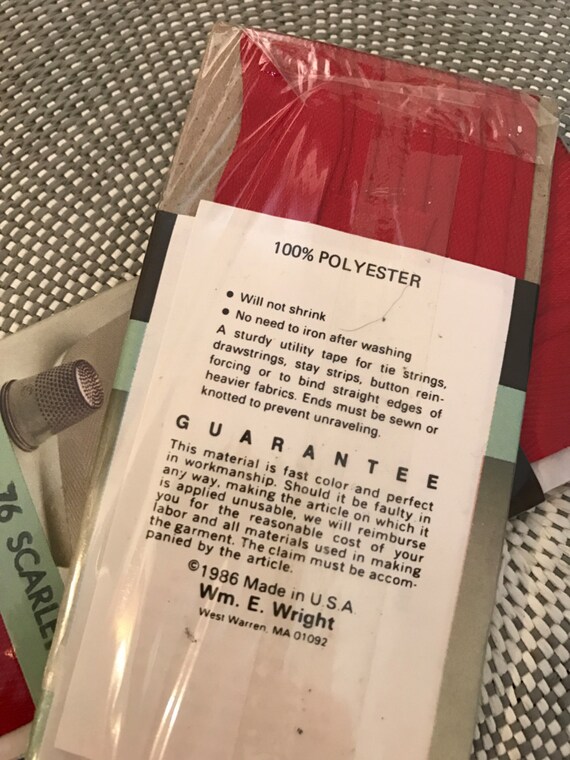 100% POLYESTER
• Will not shrink
• No need to iron after washing
A sturdy utility tape for tie strings,
drawstrings, stay strips, button rein-
forcing or to bind straight edges of
heavier fabrics. Ends must be sewn or
knotted to prevent unraveling.
GUARANTEE
This material is fast color and perfect
in workmanship. Should it be faulty in
any way, making the article on which it
is applied unusable, we will reimburse
you for the reasonable cost of your
labor and all materials used in making
the garment. The claim must be accom-
panied by the article.
©1986 Made in U.S.A.
Wm. E. Wright
West Warren, MA 01092
76 SCARLE